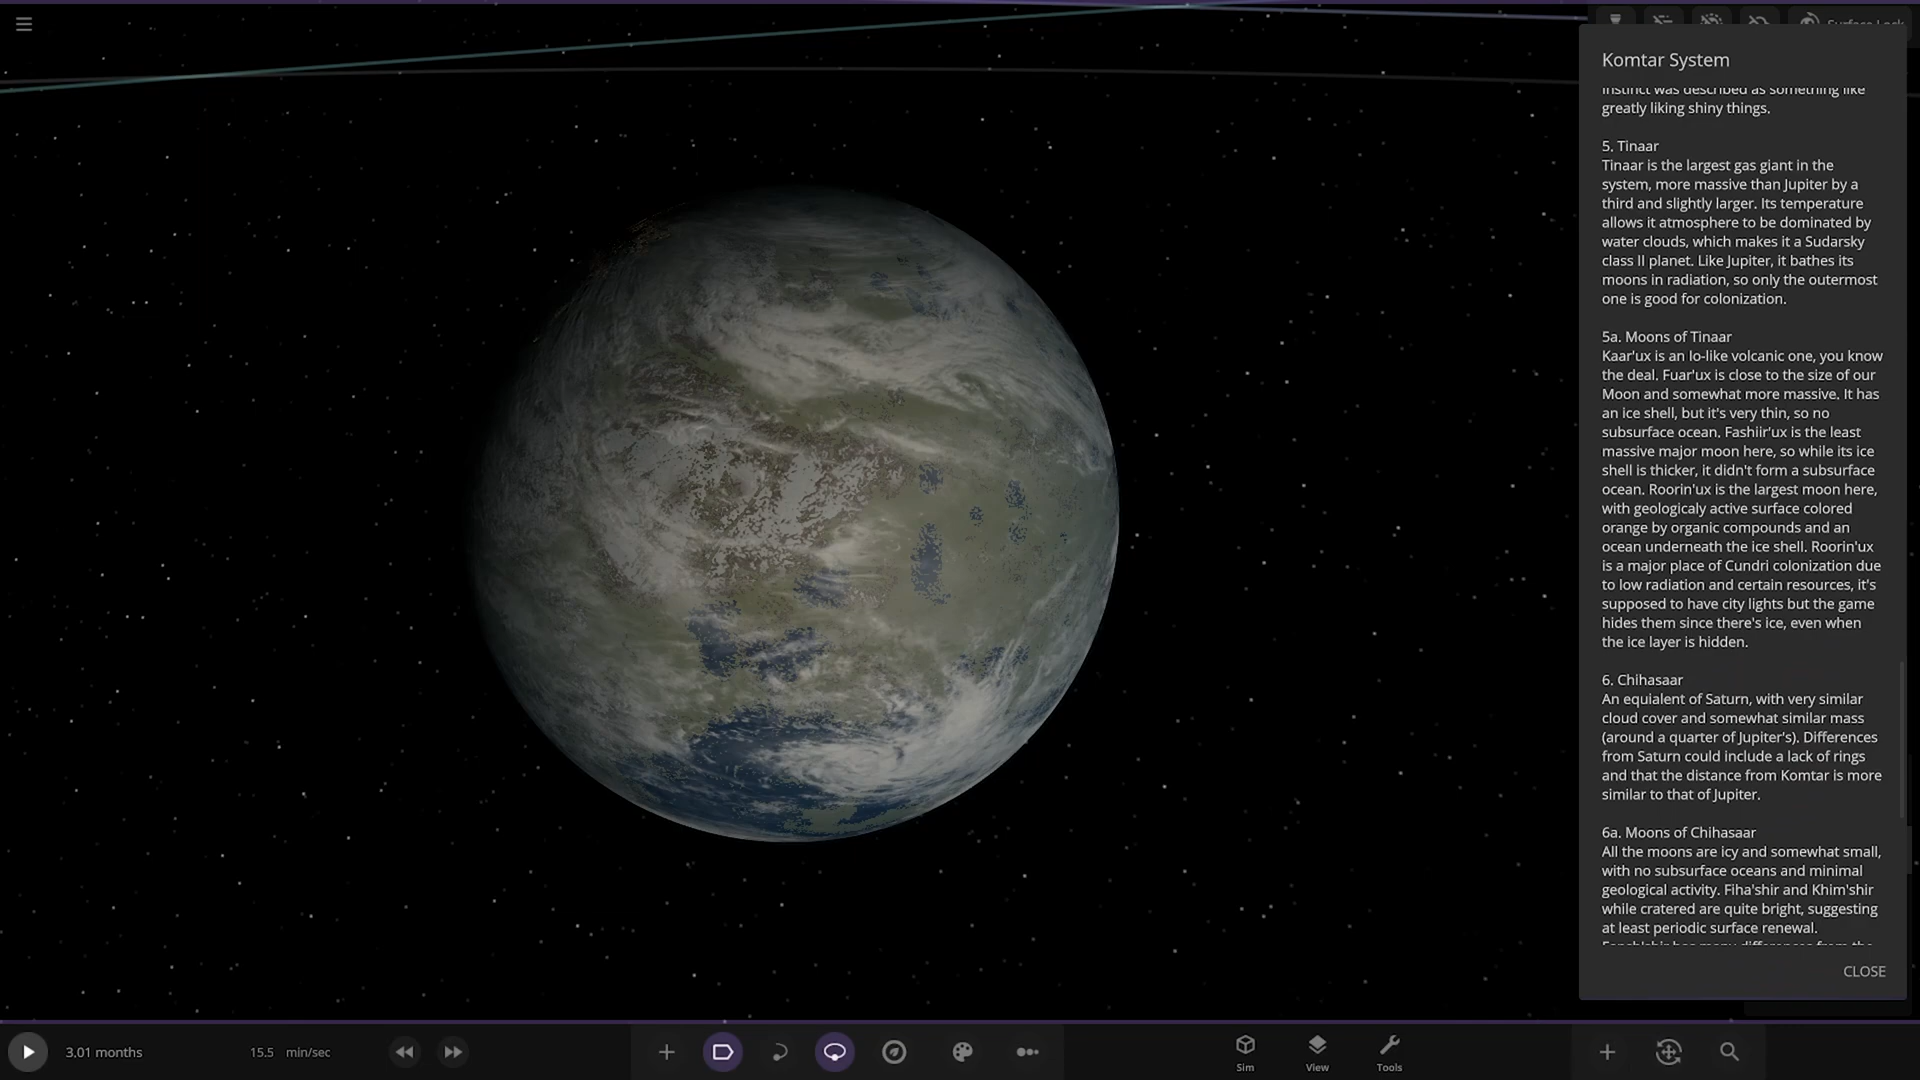 Surface Lock
Komtar System
instinct was described as something like
greatly liking shiny things.
5. Tinaar
Tinaar is the largest gas giant in the
system, more massive than Jupiter by a
third and slightly larger. Its temperature
allows it atmosphere to be dominated by
water clouds, which makes it a Sudarsky
class II planet. Like Jupiter, it bathes its
moons in radiation, so only the outermost
one is good for colonization.
5a. Moons of Tinaar
Kaar'ux is an Io-like volcanic one, you know
the deal. Fuar'ux is close to the size of our
Moon and somewhat more massive. It has
an ice shell, but it's very thin, so no
subsurface ocean. Fashiir'ux is the least
massive major moon here, so while its ice
shell is thicker, it didn't form a subsurface
ocean. Roorin'ux is the largest moon here,
with geologicaly active surface colored
orange by organic compounds and an
ocean underneath the ice shell. Roorin'ux
is a major place of Cundri colonization due
to low radiation and certain resources, it's
supposed to have city lights but the game
hides them since there's ice, even when
the ice layer is hidden.
6. Chihasaar
An equialent of Saturn, with very similar
cloud cover and somewhat similar mass
(around a quarter of Jupiter's). Differences
from Saturn could include a lack of rings
and that the distance from Komtar is more
similar to that of Jupiter.
6a. Moons of Chihasaar
All the moons are icy and somewhat small,
with no subsurface oceans and minimal
geological activity. Fiha'shir and Khim'shir
while cratered are quite bright, suggesting
at least periodic surface renewal.
has many differences from the
CLOSE
3.01 months
15.5 min/sec
Sim
View
Tools